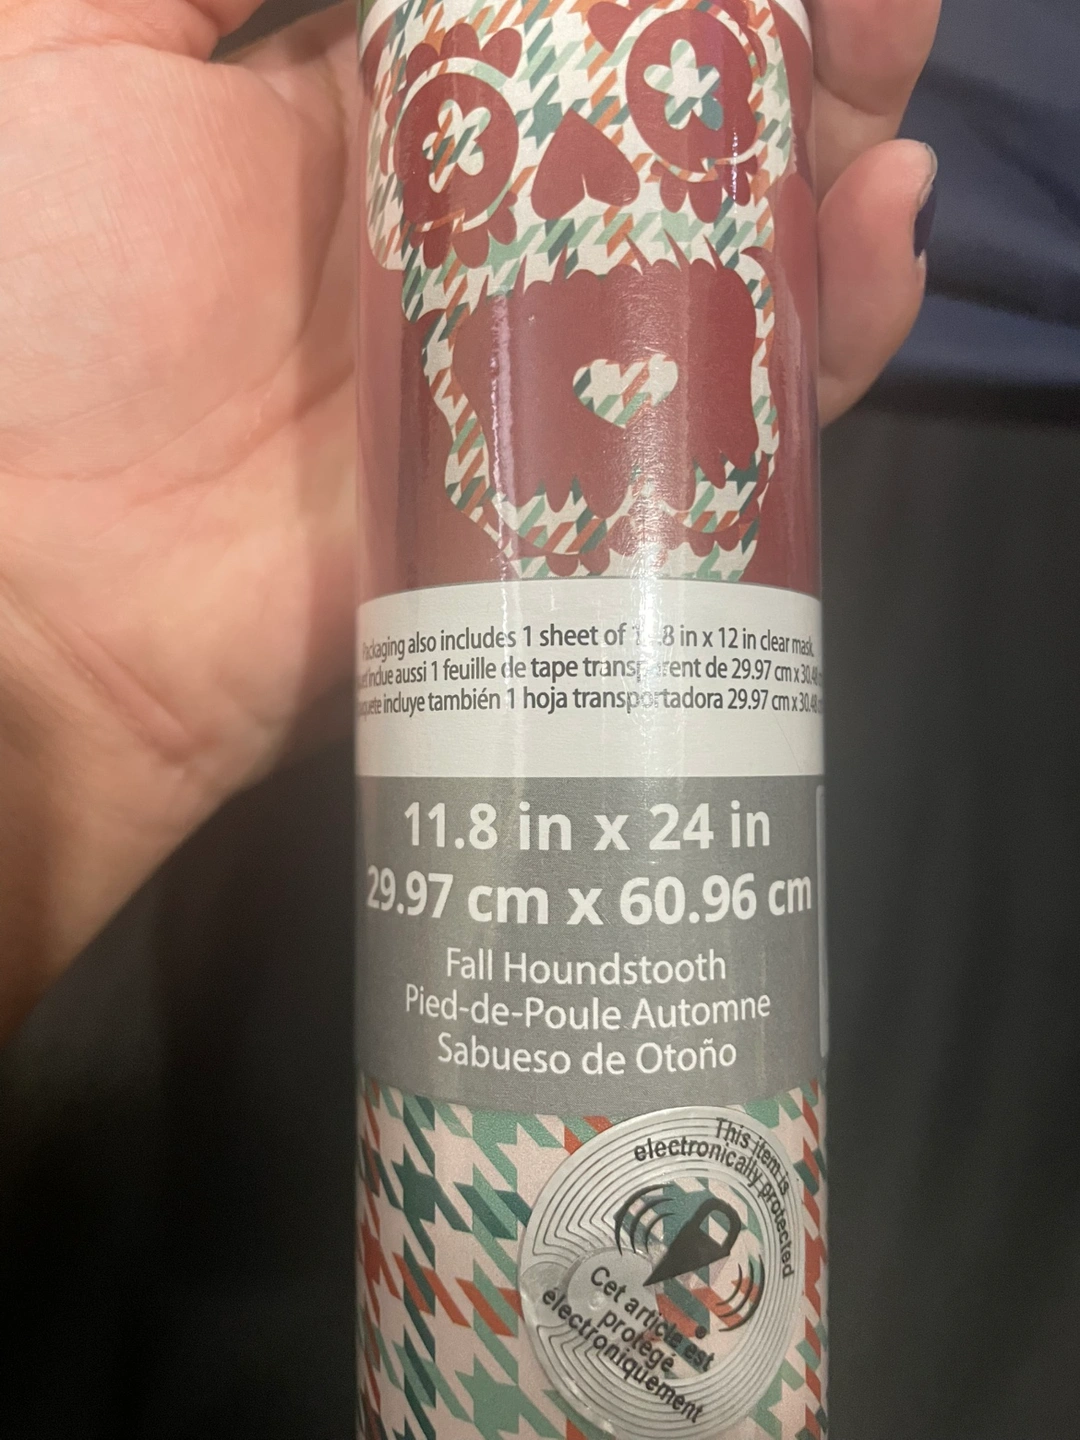 Packaging also includes 1 sheet of 8 in x 12 in clear mask
inclue aussi 1 feuille de tape transparent de 29.97 cm x
incluye también 1 hoja transportadora 29.97 cm x
11.8 in x 24 in
29.97 cm x 60.96 cm
Fall Houndstooth
Pied-de-Poule Automne
Sabueso de Otoño
This item is
electronically protected
Cet article est
protégé
électroniquement